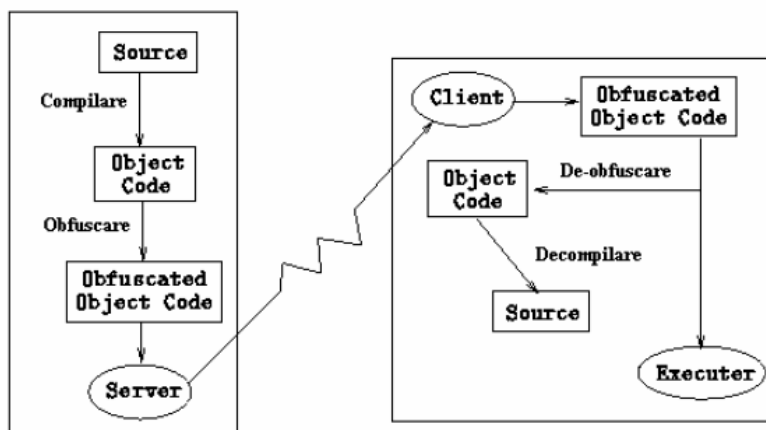 Source
Compilare
Object
Code
Obfuscare
Obfuscated
Object Code
Server
Client
Obfuscated
Object Code
De-obfuscare
Object
Code
Decompilare
Source
Executer